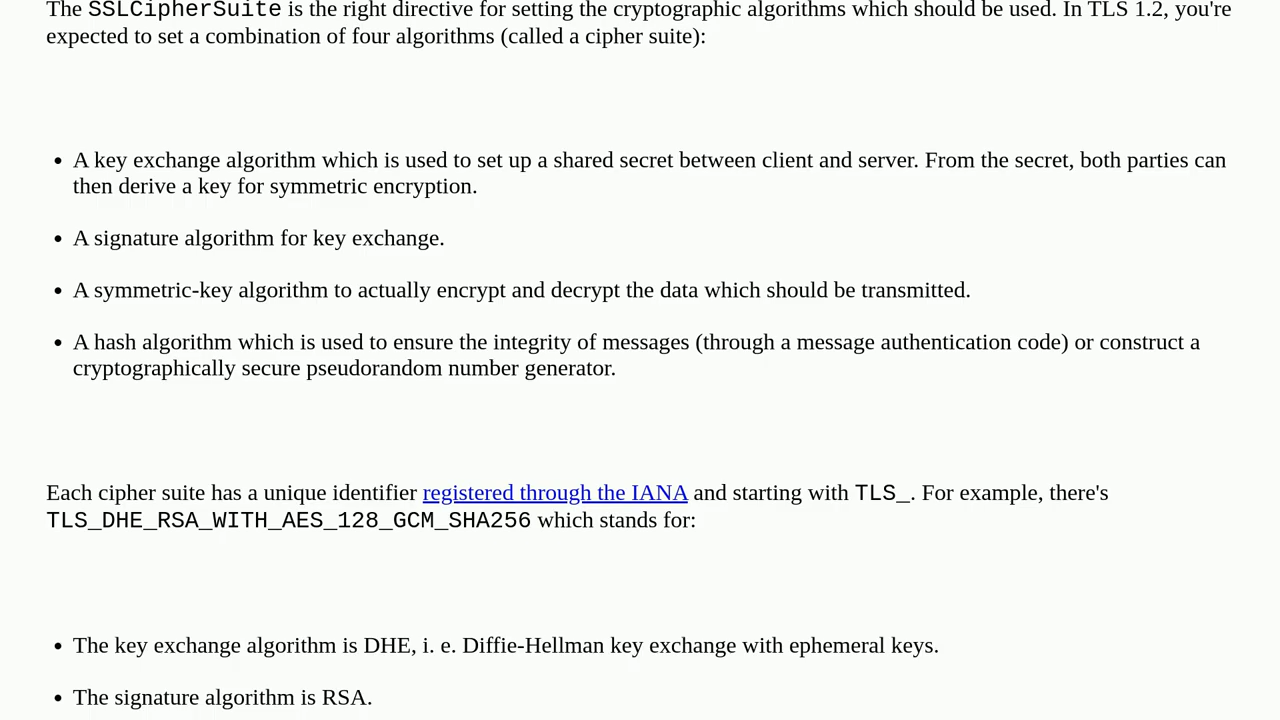 The SSLCipherSuite is the right directive for setting the cryptographic algorithms which should be used. In TLS 1.2, you're
expected to set a combination of four algorithms (called a cipher suite):
• A key exchange algorithm which is used to set up a shared secret between client and server. From the secret, both parties can
then derive a key for symmetric encryption.
• A signature algorithm for key exchange.
• A symmetric-key algorithm to actually encrypt and decrypt the data which should be transmitted.
• A hash algorithm which is used to ensure the integrity of messages (through a message authentication code) or construct a
cryptographically secure pseudorandom number generator.
Each cipher suite has a unique identifier registered through the IANA and starting with TLS_. For example, there's
TLS_DHE_RSA_WITH_AES_128_GCM_SHA256 which stands for:
• The key exchange algorithm is DHE, i. e. Diffie-Hellman key exchange with ephemeral keys.
• The signature algorithm is RSA.